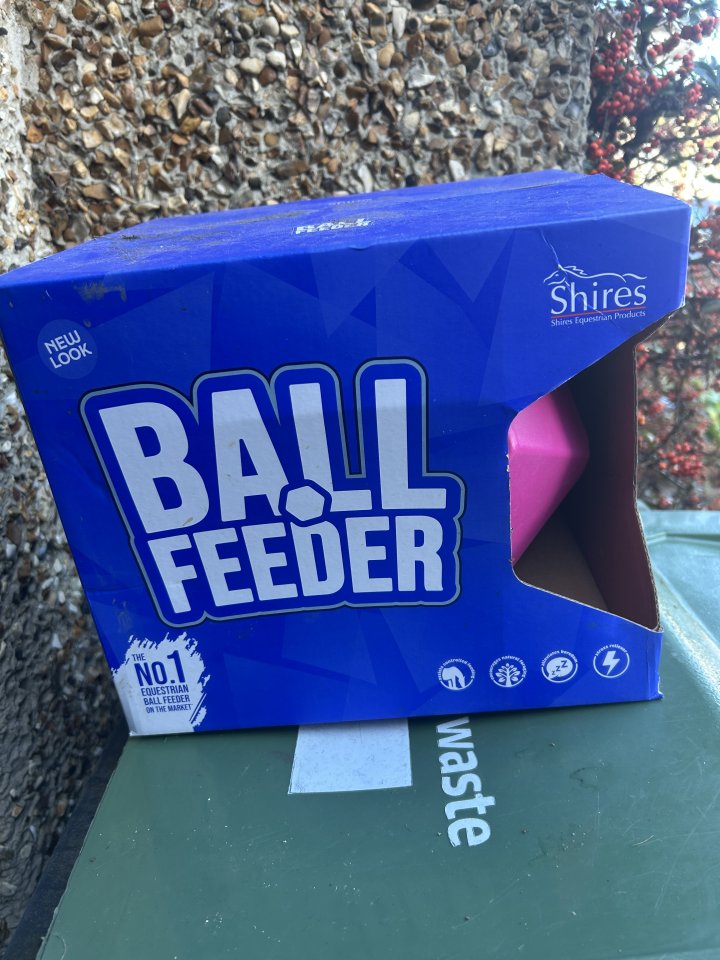 BALL
FEEDER
Shires
Shires Equestrian Products
NEW
LOOK
BALL
FEEDER
THE
NO.1
EQUESTRIAN
BALL FEEDER
ON THE MARKET
waste